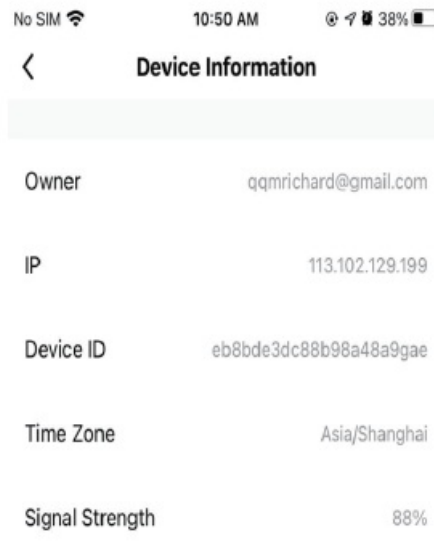 No SIM 10:50 AM 38%
Device Information
Owner qqmrichard@gmail.com
IP 113.102.129.199
Device ID eb8bde3dc88b98a48a9gae
Time Zone Asia/Shanghai
Signal Strength 88%